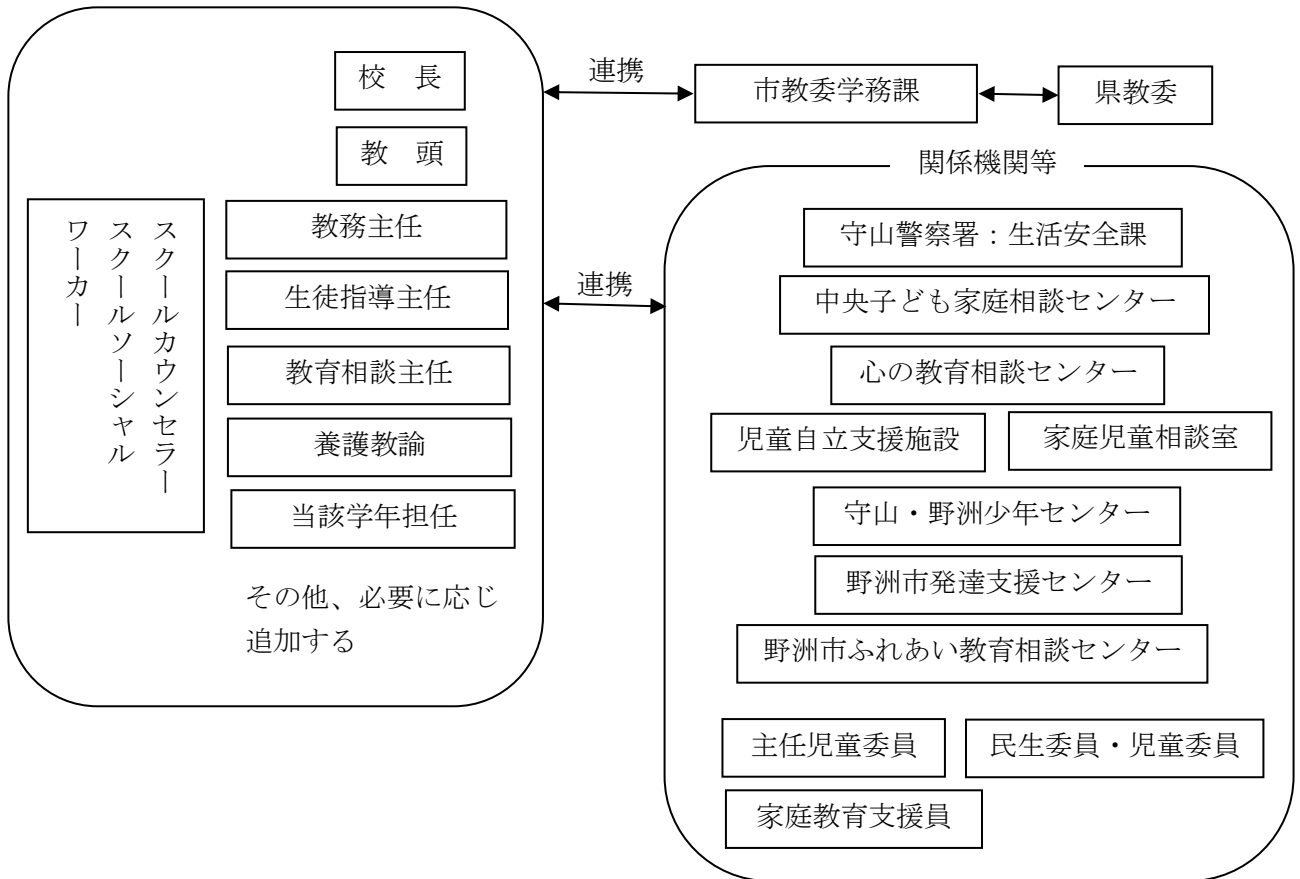 校　長
教　頭
スクールカウンセラー
スクールソーシャル
ワーカー
教務主任
生徒指導主任
教育相談主任
養護教諭
当該学年担任
その他、必要に応じ
追加する
連携
市教委学務課
県教委
連携
関係機関等
守山警察署：生活安全課
中央子ども家庭相談センター
心の教育相談センター
児童自立支援施設
家庭児童相談室
守山・野洲少年センター
野洲市発達支援センター
野洲市ふれあい教育相談センター
主任児童委員
民生委員・児童委員
家庭教育支援員